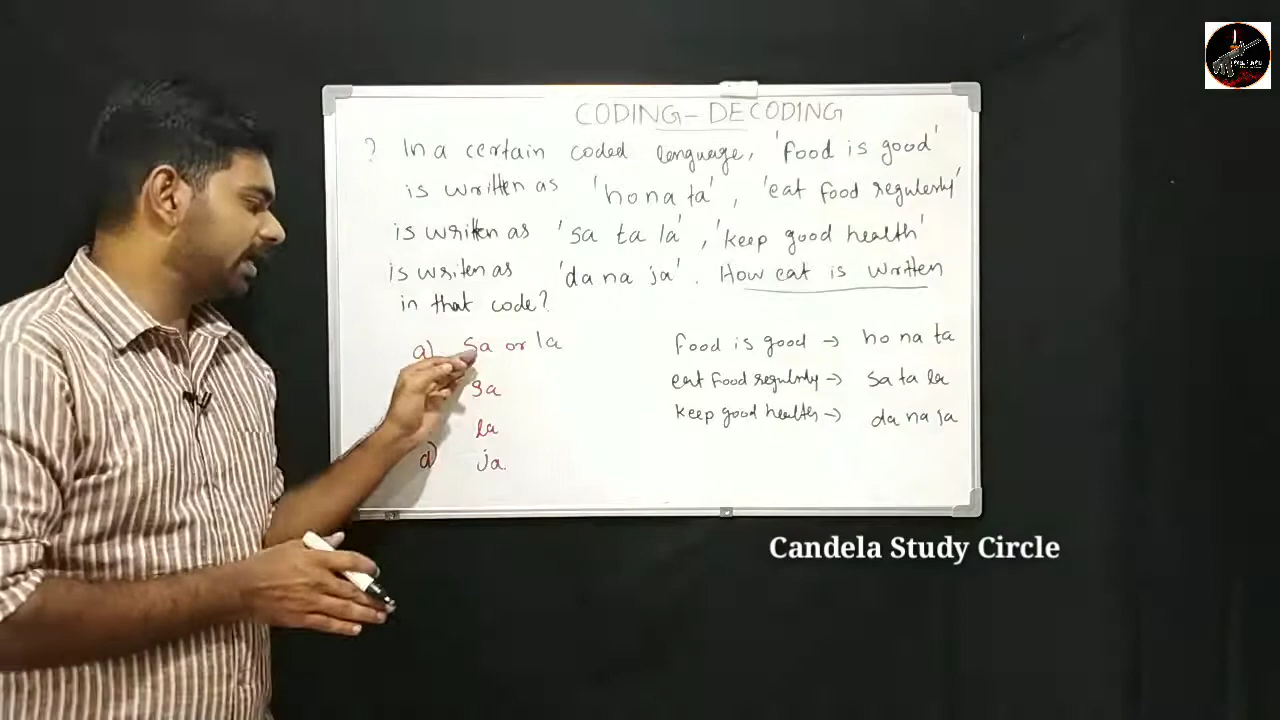 CODING-DECODING
? In a certain coded language, 'food is good'
is written as 'ho na ta', 'eat food regularly'
is written as 'sa ta la', 'keep good health'
is writen as 'da na ja'. How eat is written
in that code?
a) sa or la
sa
la
d) ja
food is good → ho na ta
eat food regularly → sa ta la
keep good health → da na ja
Candela Study Circle